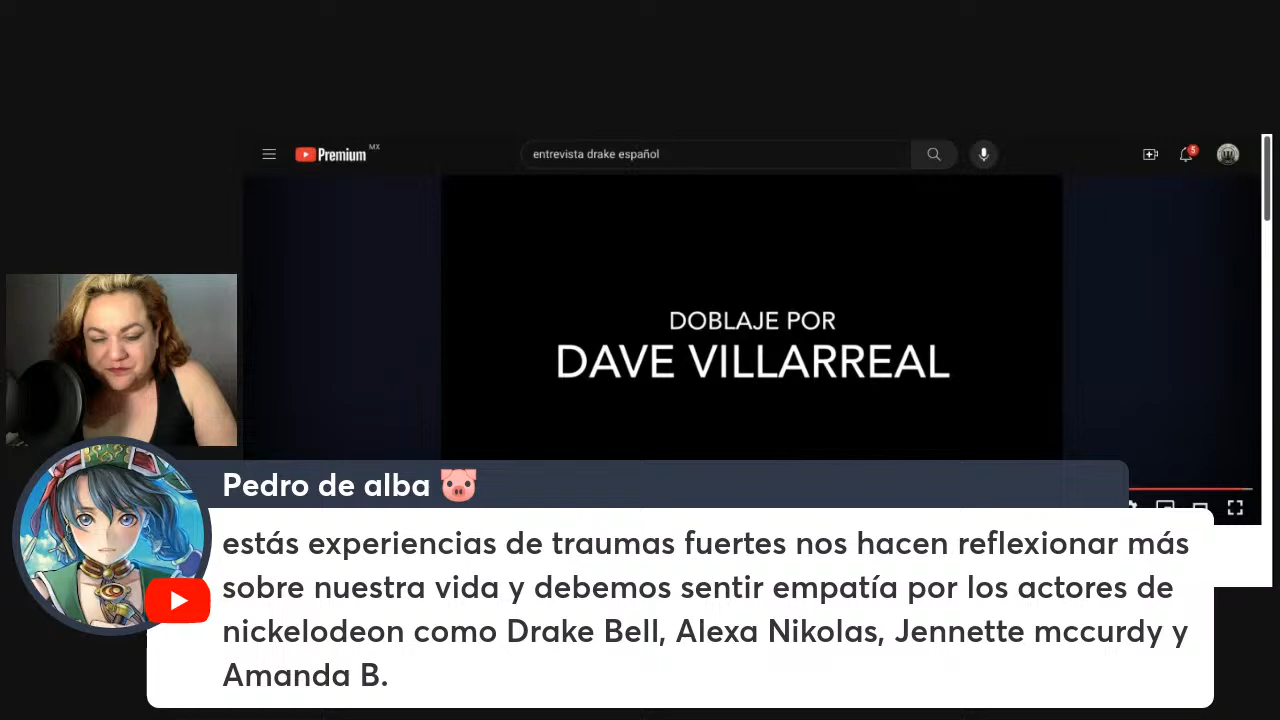 Premium MX
entrevista drake español
5
DOBLAJE POR
DAVE VILLARREAL
Pedro de alba
estás experiencias de traumas fuertes nos hacen reflexionar más
sobre nuestra vida y debemos sentir empatía por los actores de
nickelodeon como Drake Bell, Alexa Nikolas, Jennette mccurdy y
Amanda B.